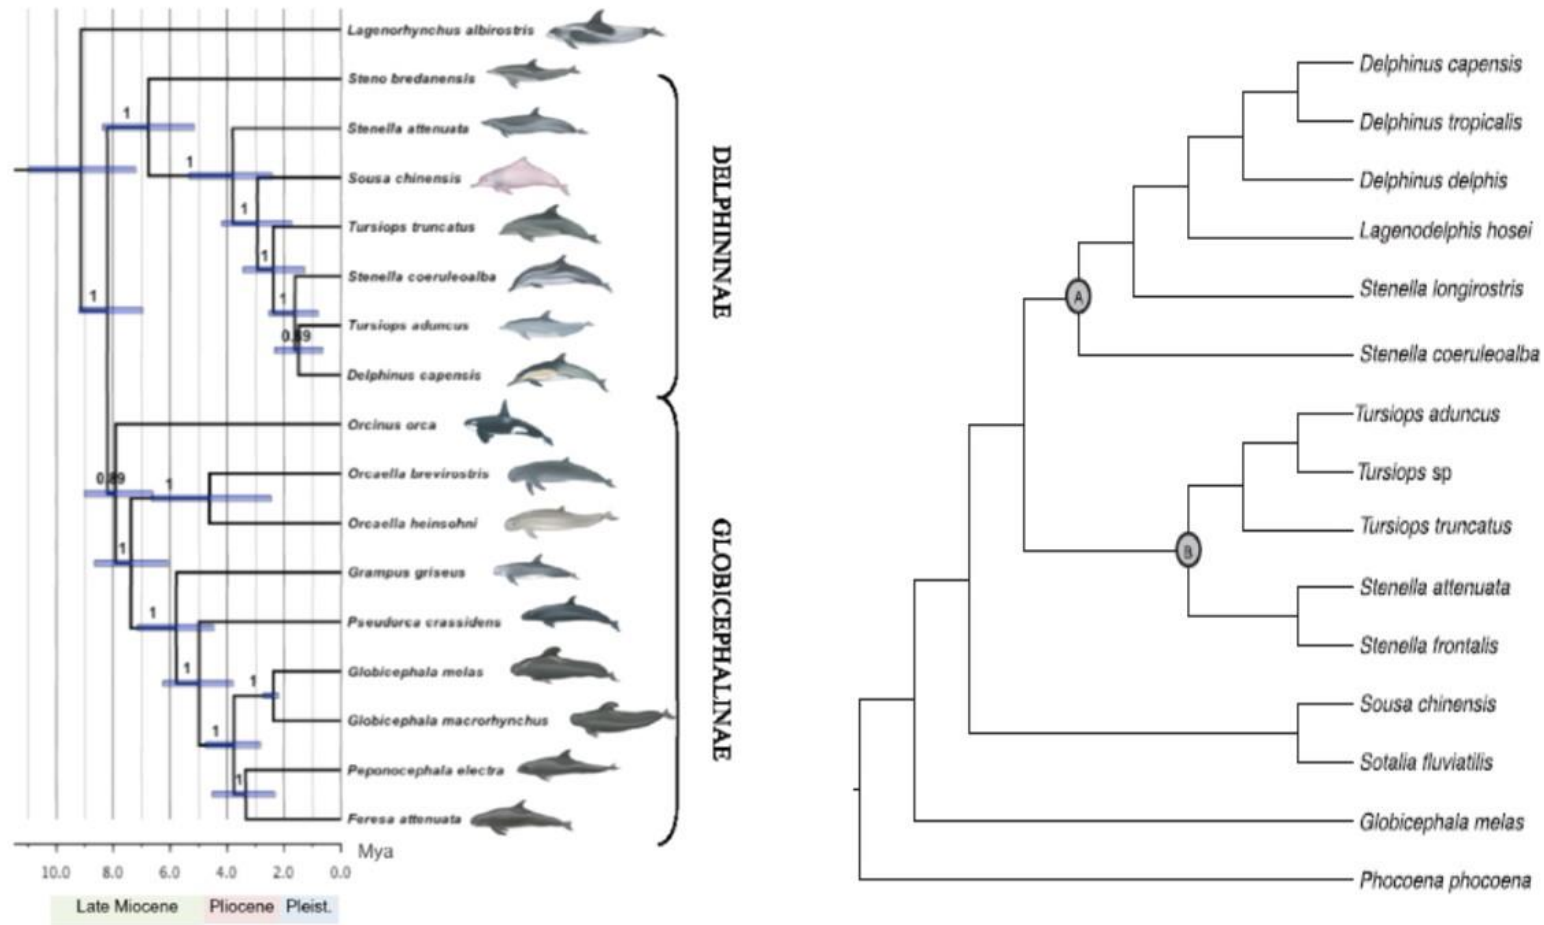 Lagenorhynchus albirostris
Steno bredanensis
1
Stenella attenuata
1
Sousa chinensis
1
Tursiops truncatus
1
Stenella coeruleoalba
1
Tursiops aduncus
0.89
Delphinus capensis
DELPHININAE
1
Orcinus orca
0.89
Orcaella brevirostris
1
Orcaella heinsohni
1
Grampus griseus
1
Pseudorca crassidens
1
Globicephala melas
1
Globicephala macrorhynchus
1
Peponocephala electra
1
Feresa attenuata
GLOBICEPHALINAE
Mya
10.0 8.0 6.0 4.0 2.0 0.0
Late Miocene Pliocene Pleist.
Delphinus capensis
Delphinus tropicalis
Delphinus delphis
Lagenodelphis hosei
Stenella longirostris
A
Stenella coeruleoalba
Tursiops aduncus
Tursiops sp
Tursiops truncatus
B
Stenella attenuata
Stenella frontalis
Sousa chinensis
Sotalia fluviatilis
Globicephala melas
Phocoena phocoena